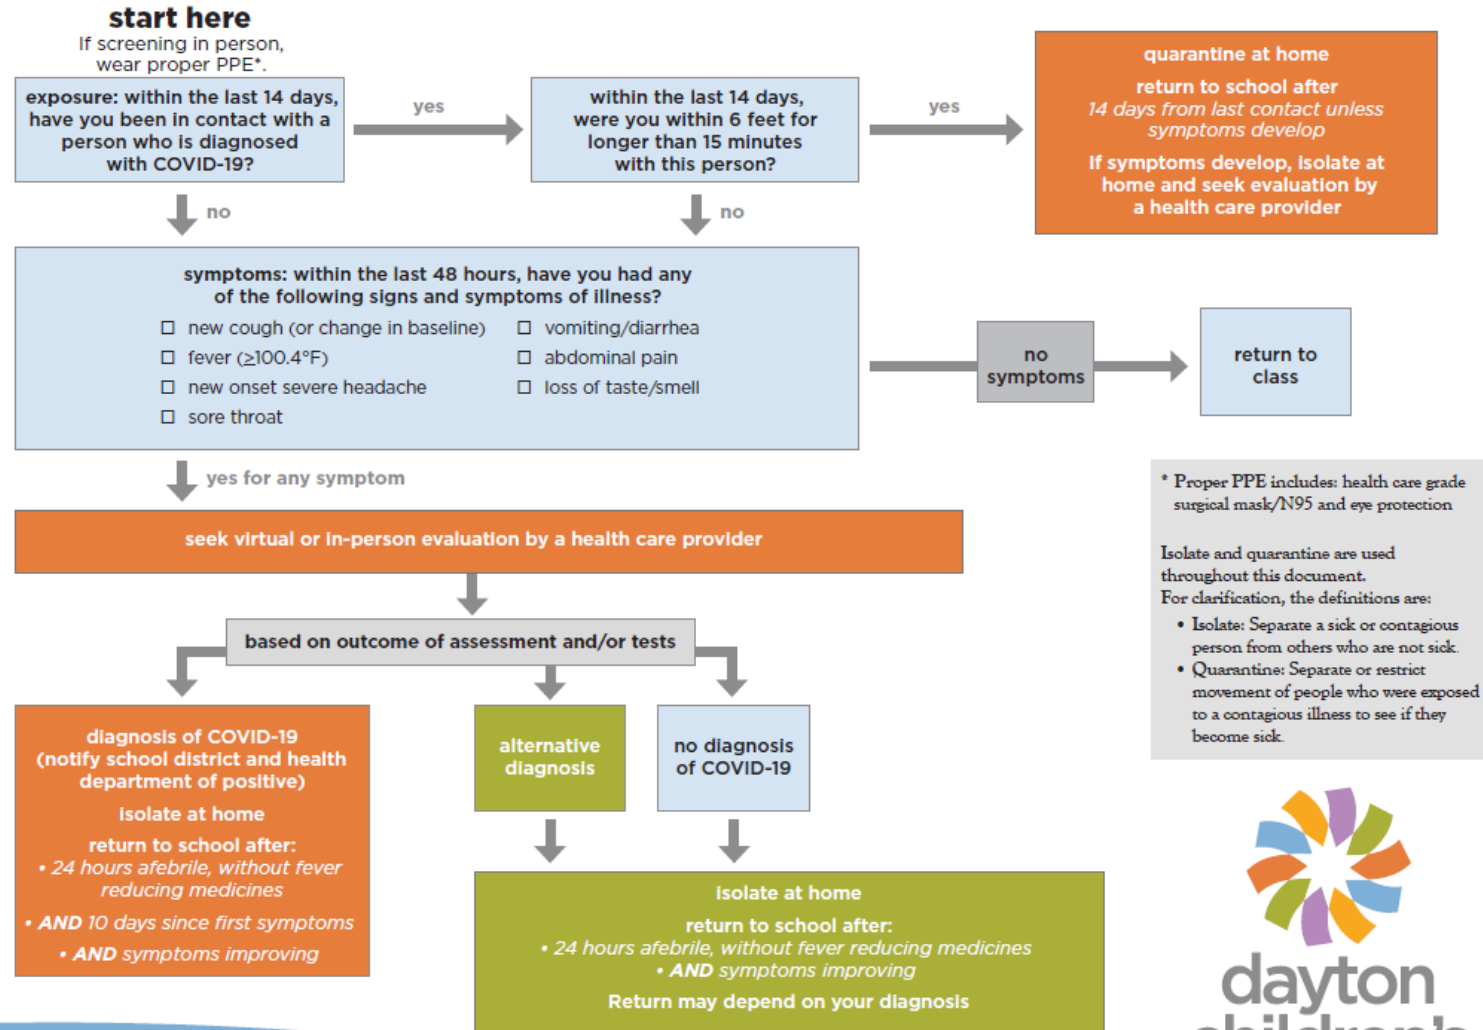 start here
If screening in person,
wear proper PPE*.
exposure: within the last 14 days,
have you been in contact with a
person who is diagnosed
with COVID-19?
yes
within the last 14 days,
were you within 6 feet for
longer than 15 minutes
with this person?
yes
quarantine at home
return to school after
14 days from last contact unless
symptoms develop
If symptoms develop, isolate at
home and seek evaluation by
a health care provider
no
no
symptoms: within the last 48 hours, have you had any
of the following signs and symptoms of illness?
☐ new cough (or change in baseline)
☐ fever (≥100.4°F)
☐ new onset severe headache
☐ sore throat
☐ vomiting/diarrhea
☐ abdominal pain
☐ loss of taste/smell
no
symptoms
return to
class
yes for any symptom
seek virtual or in-person evaluation by a health care provider
based on outcome of assessment and/or tests
diagnosis of COVID-19
(notify school district and health
department of positive)
isolate at home
return to school after:
• 24 hours afebrile, without fever
reducing medicines
• AND 10 days since first symptoms
• AND symptoms improving
alternative
diagnosis
no diagnosis
of COVID-19
isolate at home
return to school after:
• 24 hours afebrile, without fever reducing medicines
• AND symptoms improving
Return may depend on your diagnosis
* Proper PPE includes: health care grade
surgical mask/N95 and eye protection
Isolate and quarantine are used
throughout this document.
For clarification, the definitions are:
• Isolate: Separate a sick or contagious
person from others who are not sick.
• Quarantine: Separate or restrict
movement of people who were exposed
to a contagious illness to see if they
become sick.
dayton
children's